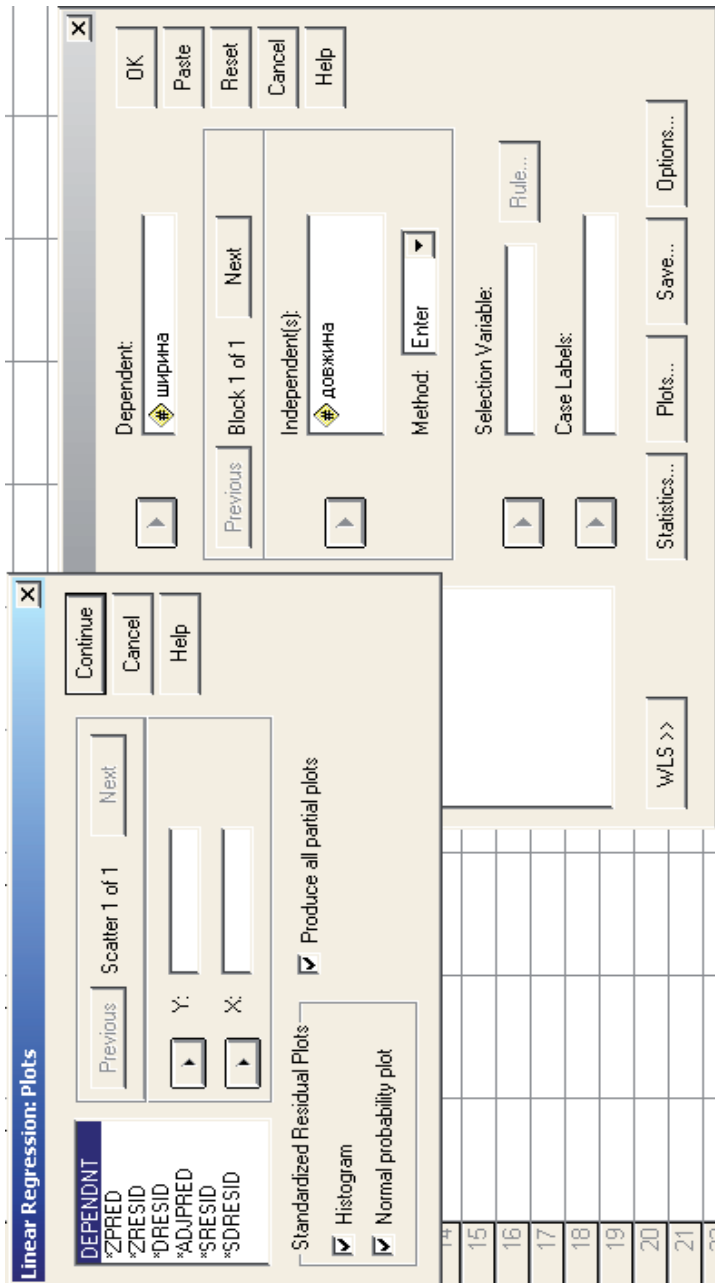 Linear Regression: Plots
DEPENDNT
*ZPRED
*ZRESID
*DRESID
*ADJPRED
*SRESID
*SDRESID
Previous
Scatter 1 of 1
Next
Y:
X:
Continue
Cancel
Help
Standardized Residual Plots
Histogram
Normal probability plot
Produce all partial plots
Dependent:
# ширина
Previous
Block 1 of 1
Next
Independent(s):
# довжина
Method:
Enter
Selection Variable:
Rule...
Case Labels:
WLS >>
Statistics...
Plots...
Save...
Options...
OK
Paste
Reset
Cancel
Help
15
16
17
18
19
20
21